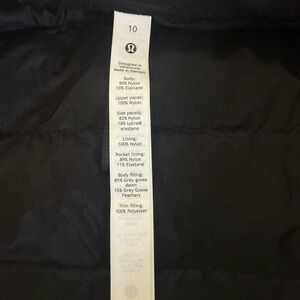 10
Designed in
Vancouver
Made in Vietnam
Body:
90% Nylon
10% Elastane
Upper panel:
100% Nylon
Side panels:
82% Nylon
18% Lycra®
elastane
Lining:
100% Nylon
Pocket lining:
89% Nylon
11% Elastane
Body filling:
85% Grey goose
down
15% Grey Goose
Feathers
Trim filling:
100% Polyester